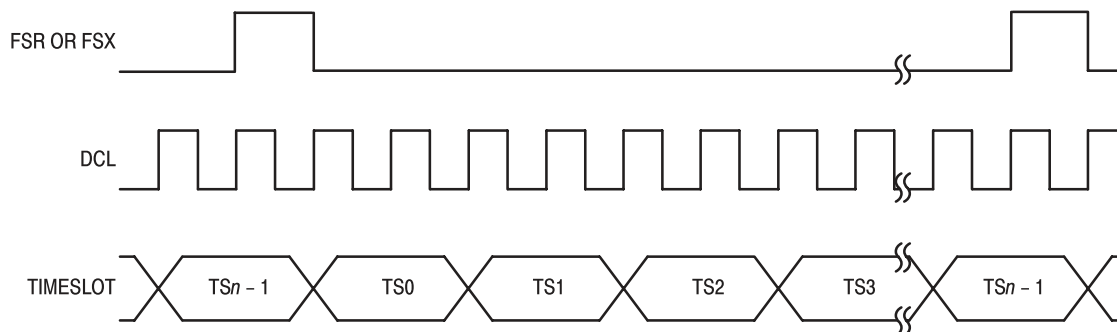 FSR OR FSX
DCL
TIMESLOT
TSn – 1
TS0
TS1
TS2
TS3
TSn – 1